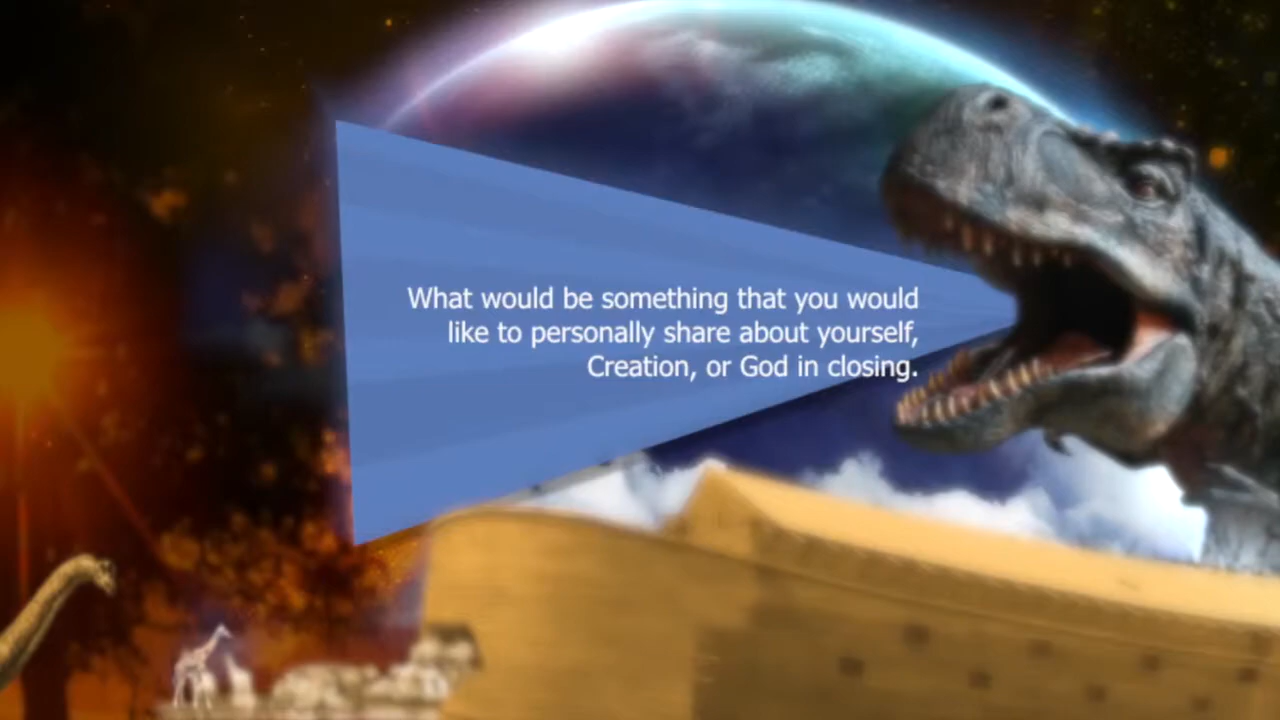 What would be something that you would
like to personally share about yourself,
Creation, or God in closing.